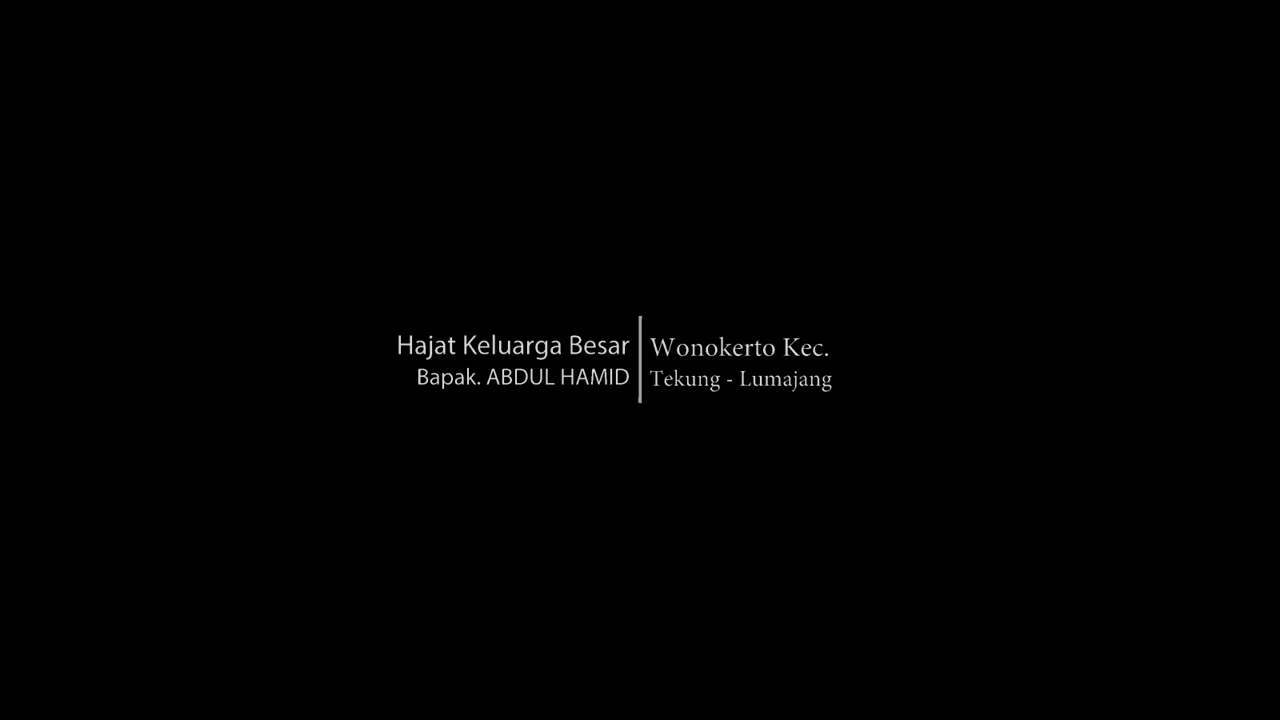 Hajat Keluarga Besar
Bapak. ABDUL HAMID
Wonokerto Kec.
Tekung - Lumajang